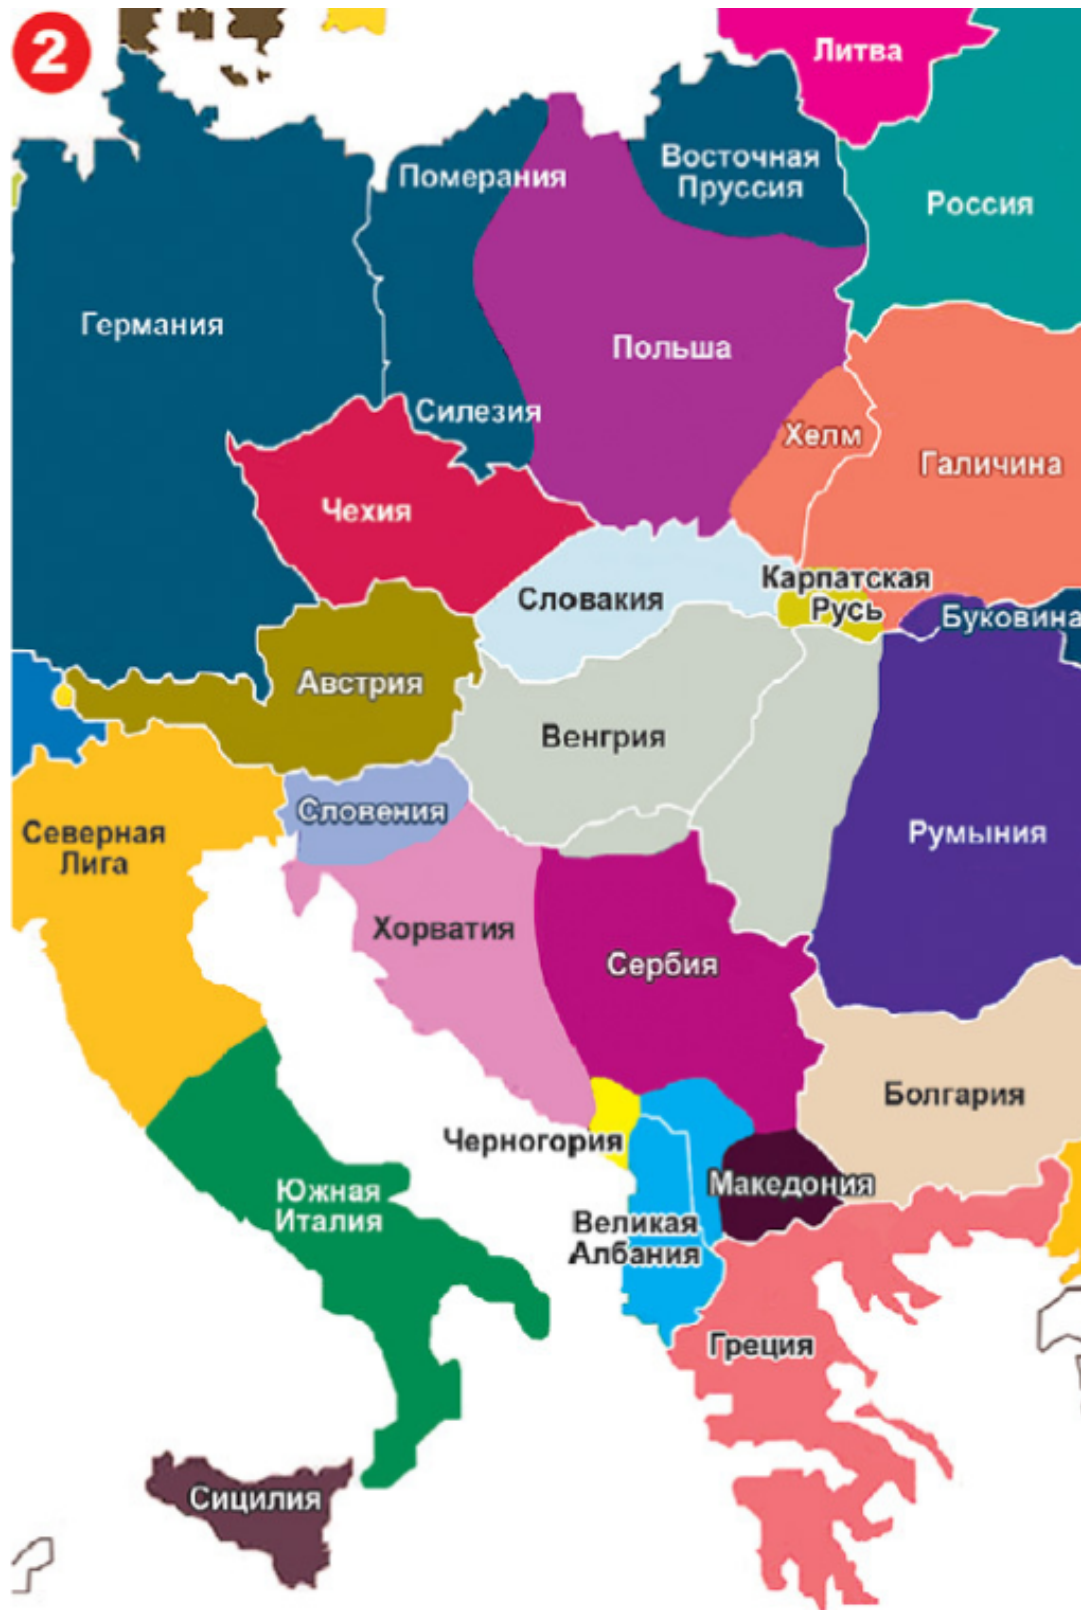 2
Литва
Померания
Восточная
Пруссия
Россия
Германия
Польша
Силезия
Хелм
Галичина
Чехия
Словакия
Карпатская
Русь
Буковина
Австрия
Венгрия
Словения
Северная
Лига
Румыния
Хорватия
Сербия
Болгария
Черногория
Македония
Южная
Италия
Великая
Албания
Греция
Сицилия